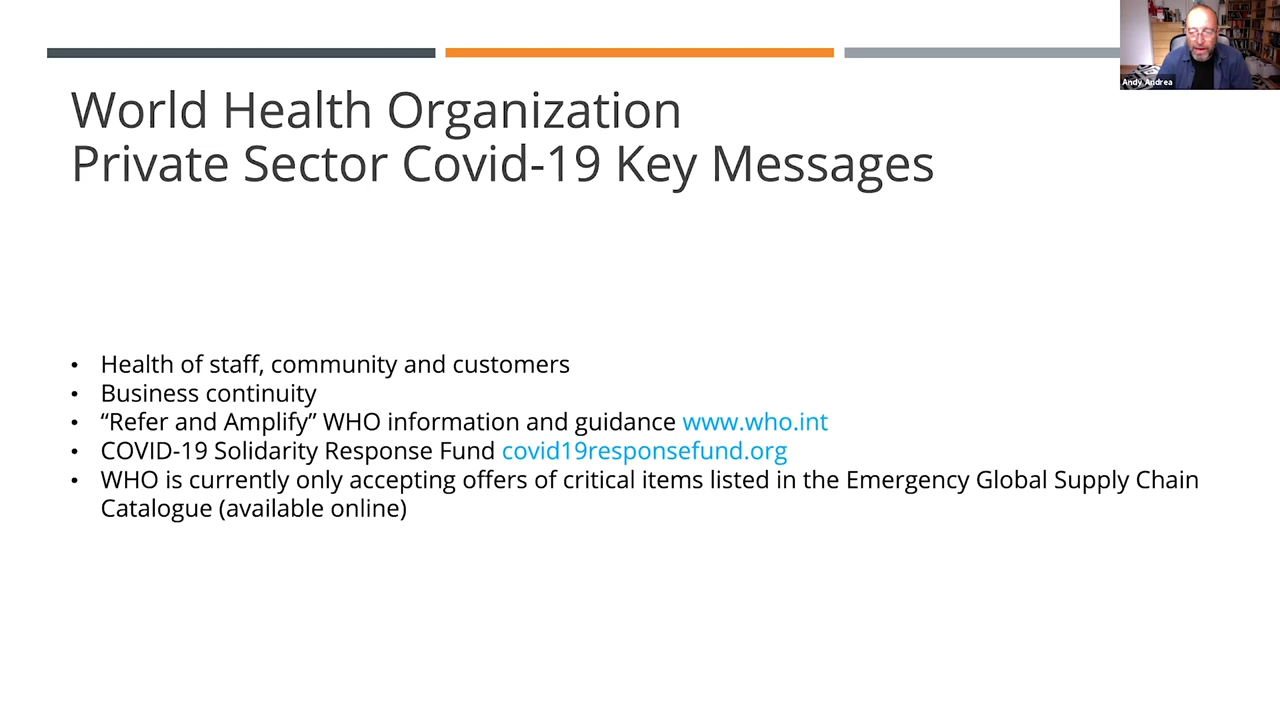 World Health Organization
Private Sector Covid-19 Key Messages
Andy Andrea
• Health of staff, community and customers
• Business continuity
• “Refer and Amplify” WHO information and guidance www.who.int
• COVID-19 Solidarity Response Fund covid19responsefund.org
• WHO is currently only accepting offers of critical items listed in the Emergency Global Supply Chain
Catalogue (available online)